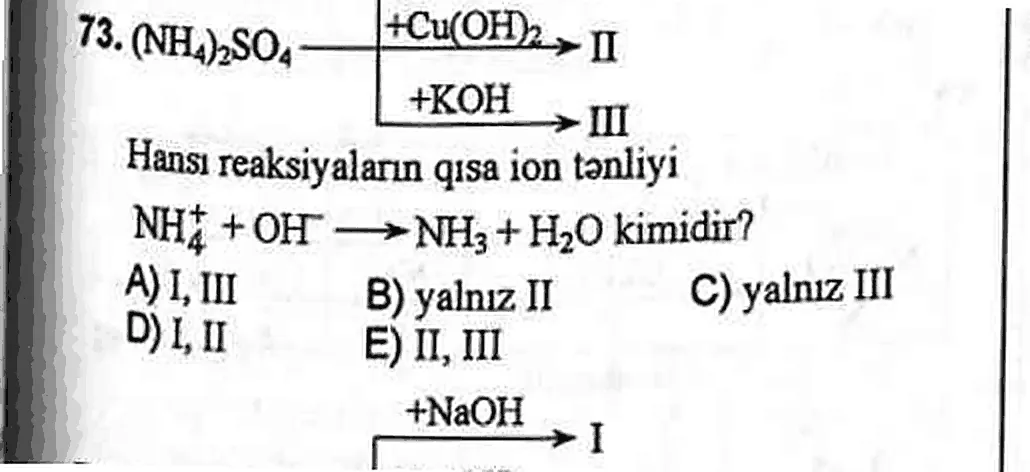 +Cu(OH)₂
73. (NH₄)₂SO₄ → II
+KOH → III
Hansı reaksiyaların qısa ion tənliyi
NH₄⁺ + OH⁻ → NH₃ + H₂O kimidir?
A) I, III B) yalnız II C) yalnız III
D) I, II E) II, III
+NaOH → I